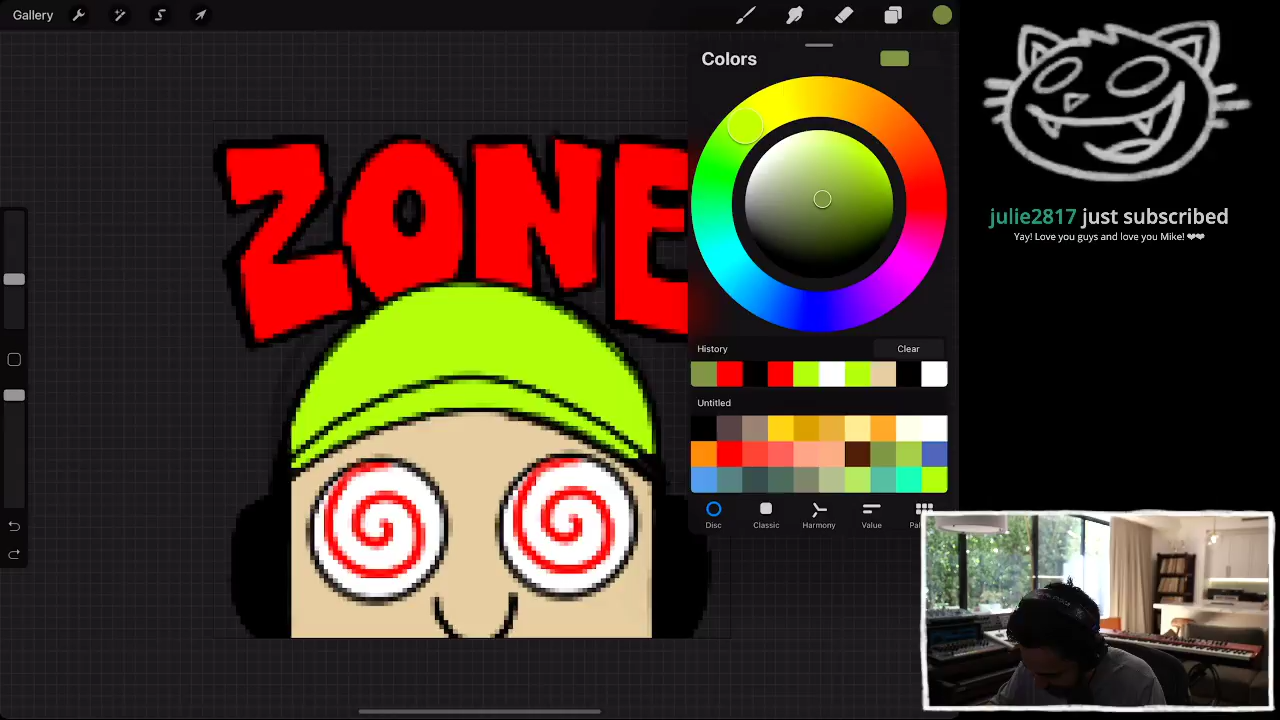 Gallery
Colors
ZONE
julie2817 just subscribed
Yay! Love you guys and love you Mike! ❤❤
History
Clear
Untitled
Disc
Classic
Harmony
Value